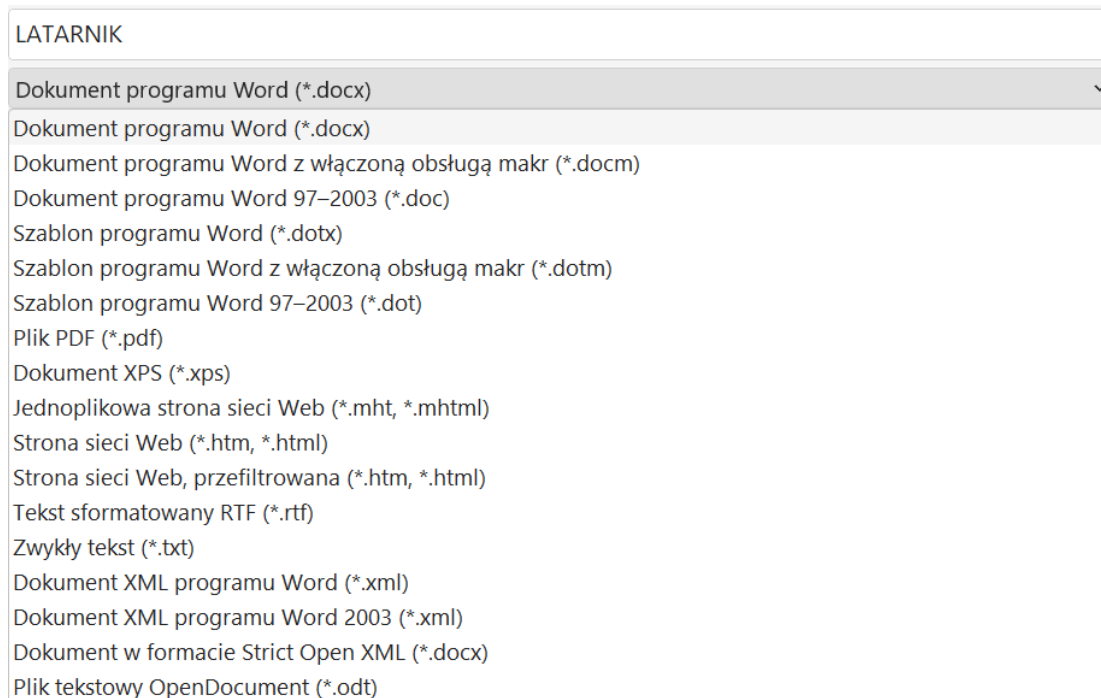 LATARNIK
Dokument programu Word (*.docx)
Dokument programu Word (*.docx)
Dokument programu Word z włączoną obsługą makr (*.docm)
Dokument programu Word 97–2003 (*.doc)
Szablon programu Word (*.dotx)
Szablon programu Word z włączoną obsługą makr (*.dotm)
Szablon programu Word 97–2003 (*.dot)
Plik PDF (*.pdf)
Dokument XPS (*.xps)
Jednoplikowa strona sieci Web (*.mht, *.mhtml)
Strona sieci Web (*.htm, *.html)
Strona sieci Web, przefiltrowana (*.htm, *.html)
Tekst sformatowany RTF (*.rtf)
Zwykły tekst (*.txt)
Dokument XML programu Word (*.xml)
Dokument XML programu Word 2003 (*.xml)
Dokument w formacie Strict Open XML (*.docx)
Plik tekstowy OpenDocument (*.odt)